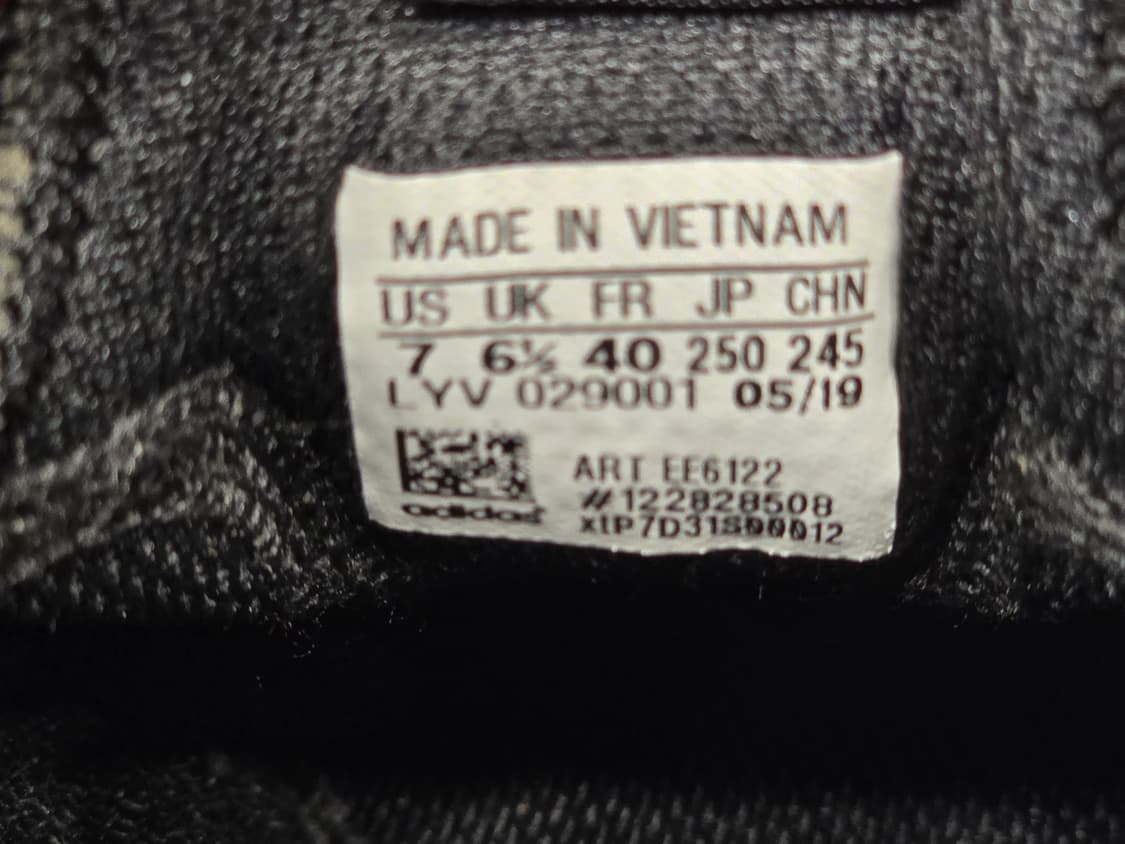 MADE IN VIETNAM
US UK FR JP CHN
7 6½ 40 250 245
LYV 029001 05/19
ART EE6122
#122828508
adidas
xtP7D31S00012